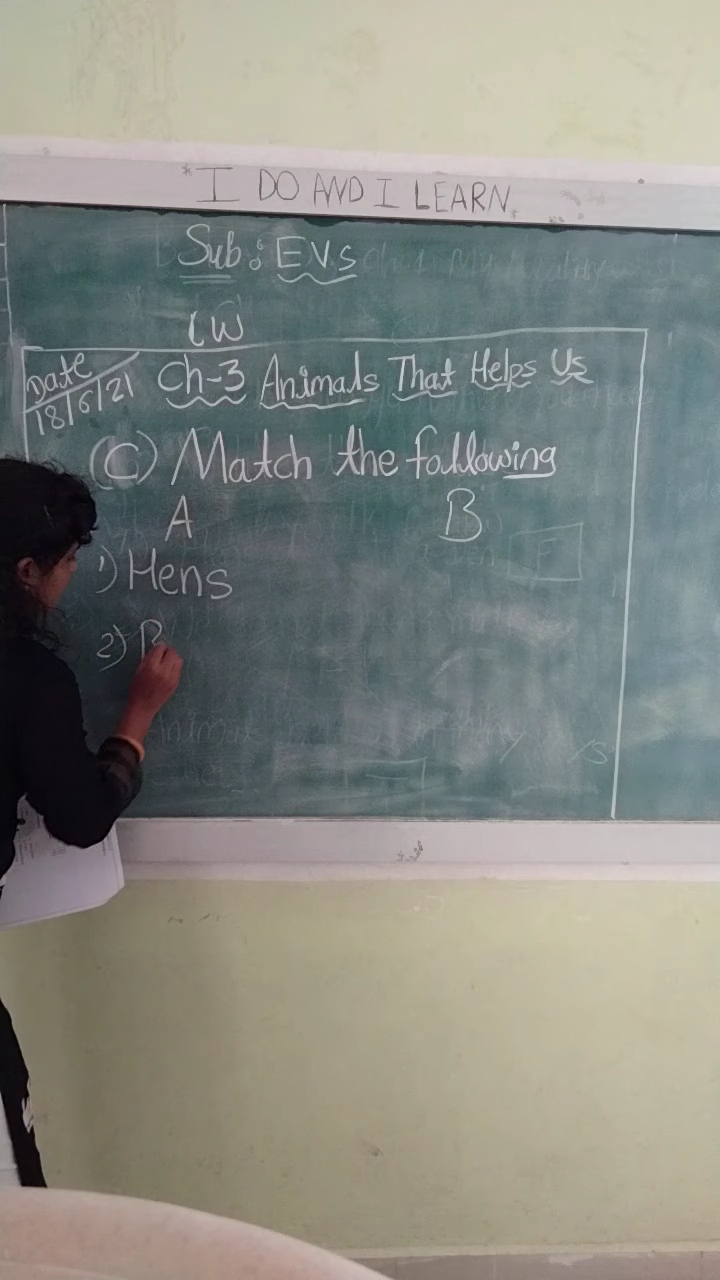 * I DO AND I LEARN *
Sub : EVS
CW
Date
18/6/21
Ch-3 Animals That Helps Us
(C) Match the following
A B
1) Hens
2) B